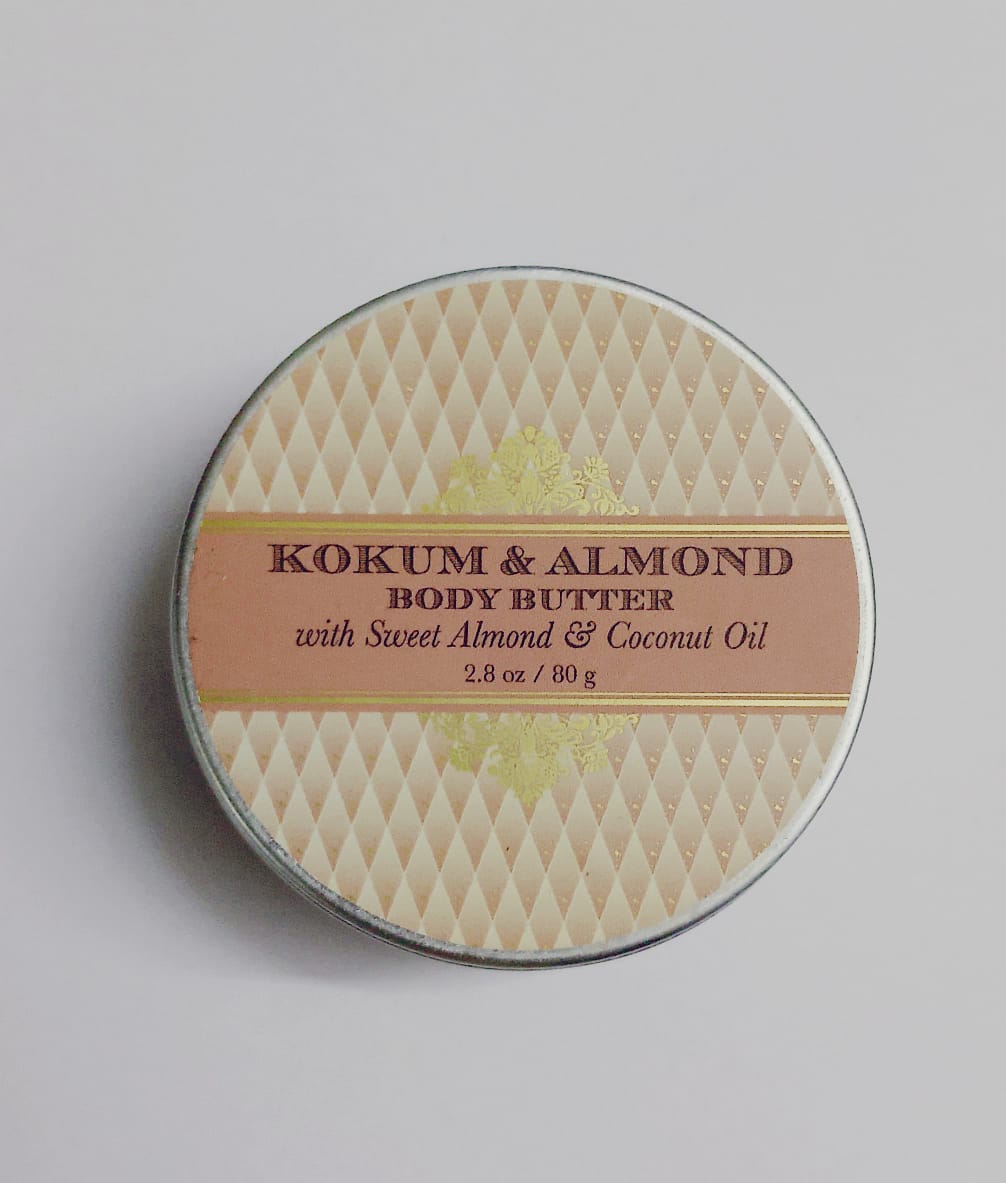 KOKUM & ALMOND
BODY BUTTER
with Sweet Almond & Coconut Oil
2.8 oz / 80 g